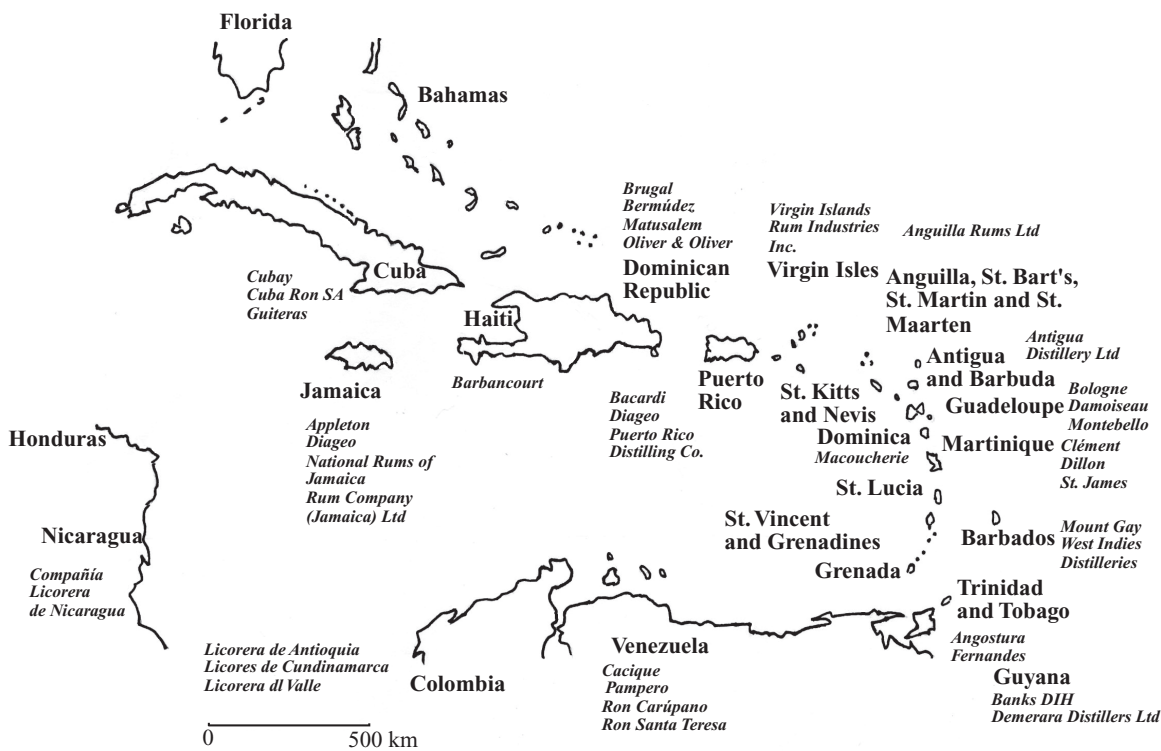 Florida
Bahamas
Brugal
Bermúdez
Matusalem
Oliver & Oliver
Dominican
Republic
Virgin Islands
Rum Industries
Inc.
Virgin Isles
Anguilla Rums Ltd
Anguilla, St. Bart's,
St. Martin and St.
Maarten
Cuba
Cubay
Cuba Ron SA
Guiteras
Haiti
Barbancourt
Jamaica
Appleton
Diageo
National Rums of
Jamaica
Rum Company
(Jamaica) Ltd
Puerto
Rico
Bacardi
Diageo
Puerto Rico
Distilling Co.
St. Kitts
and Nevis
Antigua
Distillery Ltd
Antigua
and Barbuda
Guadeloupe
Bologne
Damoiseau
Montebello
Dominica
Macoucherie
Martinique
Clément
Dillon
St. James
St. Lucia
St. Vincent
and Grenadines
Barbados
Mount Gay
West Indies
Distilleries
Grenada
Trinidad
and Tobago
Angostura
Fernandes
Guyana
Banks DIH
Demerara Distillers Ltd
Honduras
Nicaragua
Compañía
Licorera
de Nicaragua
Licorera de Antioquia
Licores de Cundinamarca
Licorera dl Valle
Colombia
Venezuela
Cacique
Pampero
Ron Carúpano
Ron Santa Teresa
0 500 km